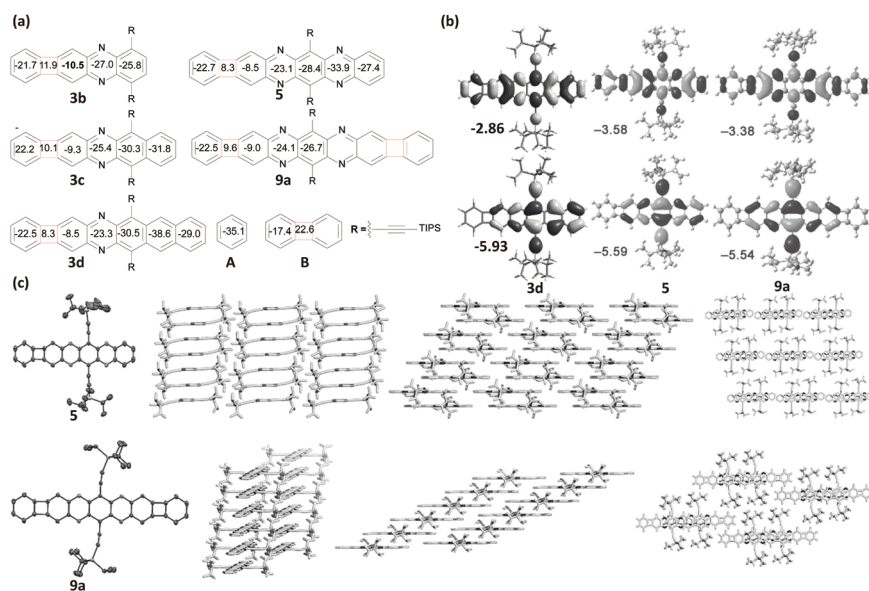 (a)
R
N
-21.7 11.9 -10.5 -27.0 -25.8
N
3b
R
R
N N
-22.7 8.3 -8.5 -23.1 -28.4 -33.9 -27.4
N N
5
R
R
-
N
22.2 10.1 -9.3 -25.4 -30.3 -31.8
N
3c
R
R
N N
-22.5 9.6 -9.0 -24.1 -26.7
N N
9a
R
R
N
-22.5 8.3 -8.5 -23.3 -30.5 -38.6 -29.0
N
3d
R
-35.1
A
-17.4 22.6
B
R = TIPS
(b)
-2.86 –3.58 –3.38
-5.93 –5.59 –5.54
3d 5 9a
(c)
5
9a